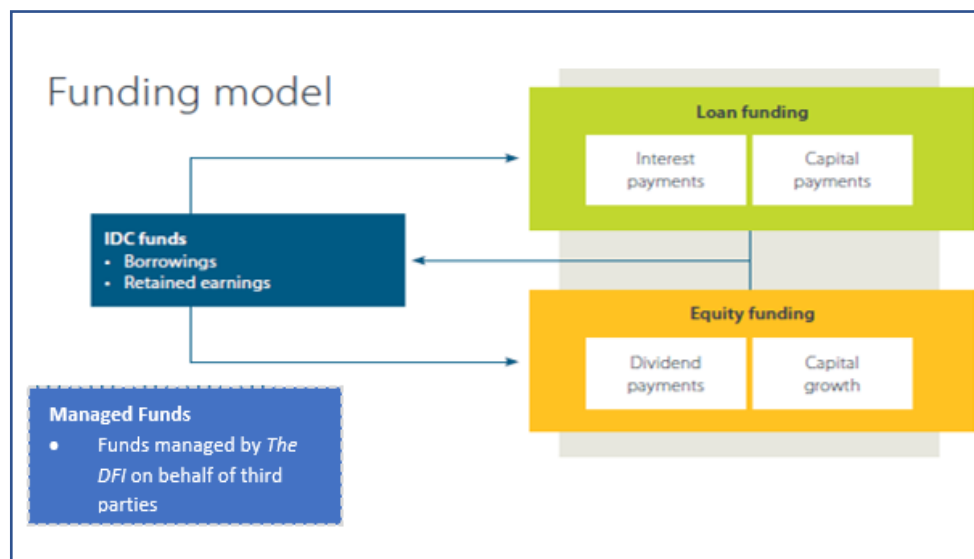 Funding model
Loan funding
Interest
payments
Capital
payments
IDC funds
• Borrowings
• Retained earnings
Equity funding
Dividend
payments
Capital
growth
Managed Funds
● Funds managed by The
DFI on behalf of third
parties